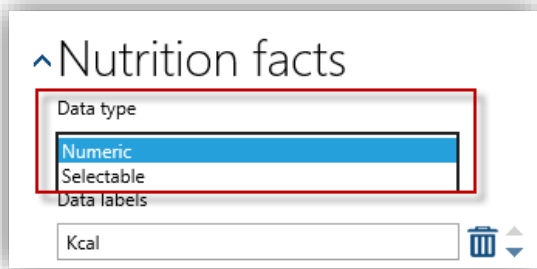 Nutrition facts
Data type
Numeric
Selectable
Data labels
Kcal